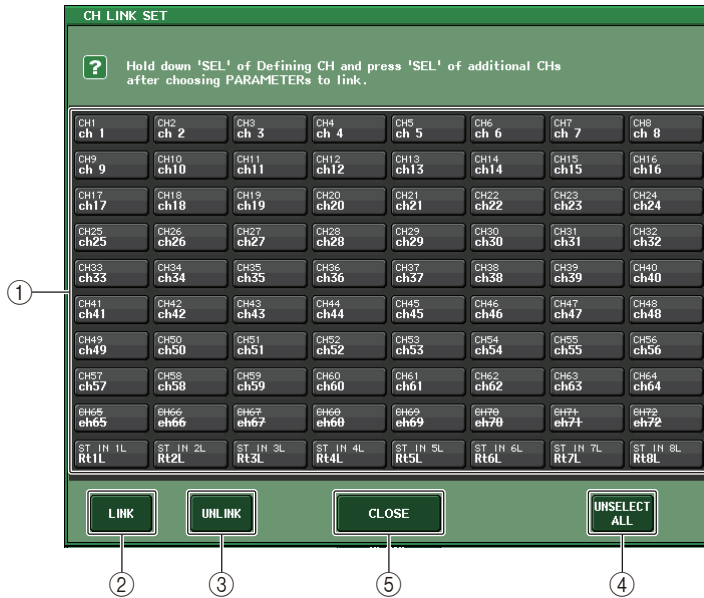 CH LINK SET
? Hold down 'SEL' of Defining CH and press 'SEL' of additional CHs
after choosing PARAMETERs to link.
CH1 CH2 CH3 CH4 CH5 CH6 CH7 CH8
ch 1 ch 2 ch 3 ch 4 ch 5 ch 6 ch 7 ch 8
CH9 CH10 CH11 CH12 CH13 CH14 CH15 CH16
ch 9 ch10 ch11 ch12 ch13 ch14 ch15 ch16
CH17 CH18 CH19 CH20 CH21 CH22 CH23 CH24
ch17 ch18 ch19 ch20 ch21 ch22 ch23 ch24
CH25 CH26 CH27 CH28 CH29 CH30 CH31 CH32
ch25 ch26 ch27 ch28 ch29 ch30 ch31 ch32
CH33 CH34 CH35 CH36 CH37 CH38 CH39 CH40
ch33 ch34 ch35 ch36 ch37 ch38 ch39 ch40
①
CH41 CH42 CH43 CH44 CH45 CH46 CH47 CH48
ch41 ch42 ch43 ch44 ch45 ch46 ch47 ch48
CH49 CH50 CH51 CH52 CH53 CH54 CH55 CH56
ch49 ch50 ch51 ch52 ch53 ch54 ch55 ch56
CH57 CH58 CH59 CH60 CH61 CH62 CH63 CH64
ch57 ch58 ch59 ch60 ch61 ch62 ch63 ch64
CH65 CH66 CH67 CH68 CH69 CH70 CH71 CH72
ch65 ch66 ch67 ch68 ch69 ch70 ch71 ch72
ST IN 1L ST IN 2L ST IN 3L ST IN 4L ST IN 5L ST IN 6L ST IN 7L ST IN 8L
Rt1L Rt2L Rt3L Rt4L Rt5L Rt6L Rt7L Rt8L
LINK UNLINK CLOSE UNSELECT
ALL
② ③ ⑤ ④